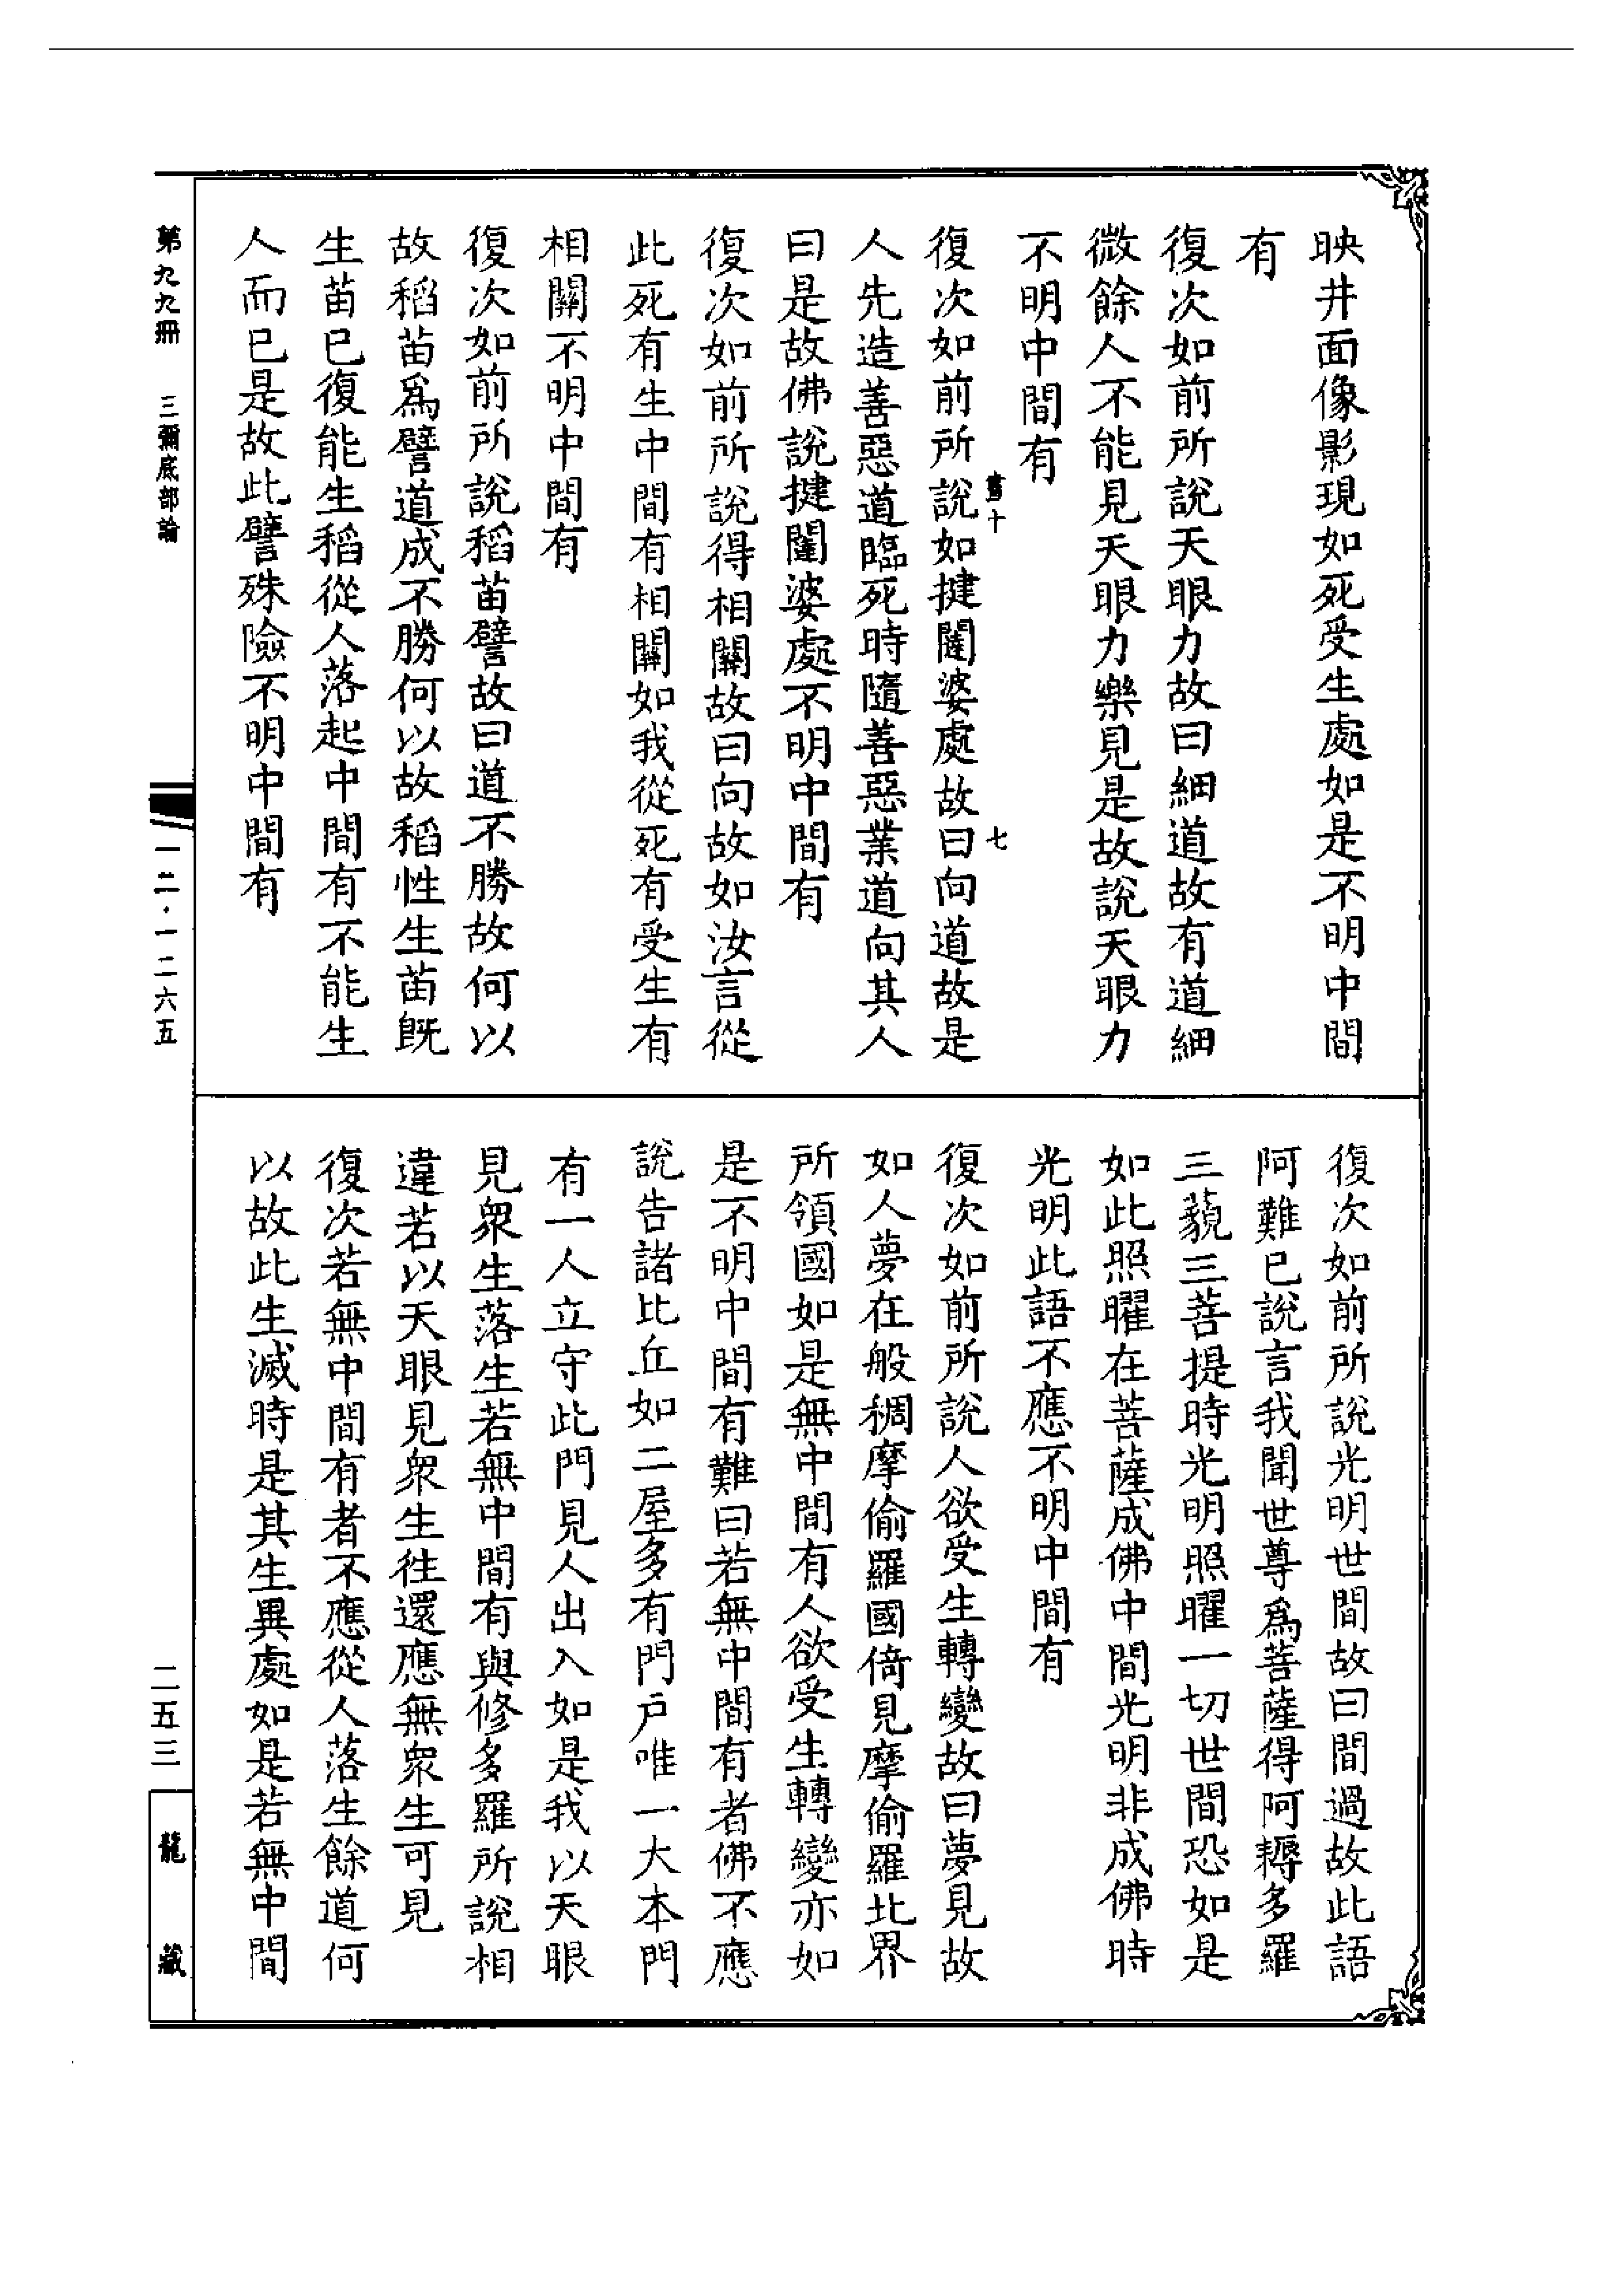 映井面像影現如死受生處如是不明中間
有
復次如前所說天眼力故曰細道故有道細
微餘人不能見天眼力樂見是故說天眼力
不明中間有
復次如前所說如揵闥婆處故曰向道故是
人先造善惡道臨死時隨善惡業道向其人
曰是故佛說揵闥婆處不明中間有
復次如前所說得相關故曰向故如汝言從
此死有生中間有相關如我從死有受生有
相關不明中間有
復次如前所說稻苗譬故曰道不勝故何以
故稻苗爲譬道成不勝何以故稻性生苗旣
生苗已復能生稻從人落起中間有不能生
人而已是故此譬殊險不明中間有
十
七
復次如前所說光明世間故曰間過故此語
阿難已說言我聞世尊爲菩薩得阿耨多羅
三藐三菩提時光明照曜一切世間恐如是
如此照曜在菩薩成佛中間光明非成佛時
光明此語不應不明中間有
復次如前所說人欲受生轉變故曰夢見故
如人夢在般稠摩偷羅國倚見摩偷羅北界
所領國如是無中間有人欲受生轉變亦如
是不明中間有難曰若無中間有者佛不應
說告諸比丘如二屋多有門戶唯一大本門
有一人立守此門見人出入如是我以天眼
見衆生落生若無中間有與修多羅所說相
違若以天眼見衆生往還應無衆生可見
復次若無中間有者不應從人落生餘道何
以故此生滅時是其生異處如是若無中間
第九九冊
三彌底部論
一二·一二六五
二五三
龍藏